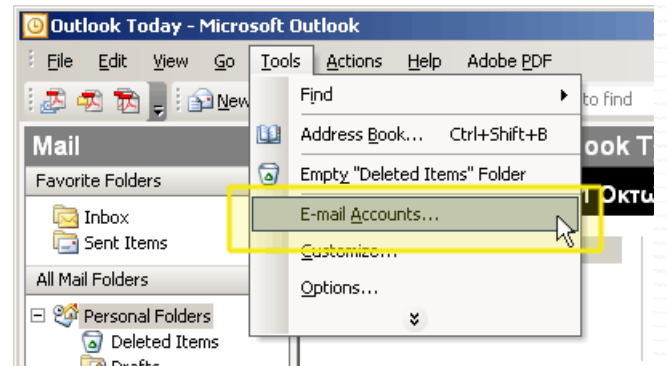 Outlook Today - Microsoft Outlook
File Edit View Go Tools Actions Help Adobe PDF
New
to find
Find
Address Book... Ctrl+Shift+B
Empty "Deleted Items" Folder
E-mail Accounts...
Customize...
Options...
Mail
ook T
Favorite Folders
Οκτω
Inbox
Sent Items
All Mail Folders
Personal Folders
Deleted Items
Drafts